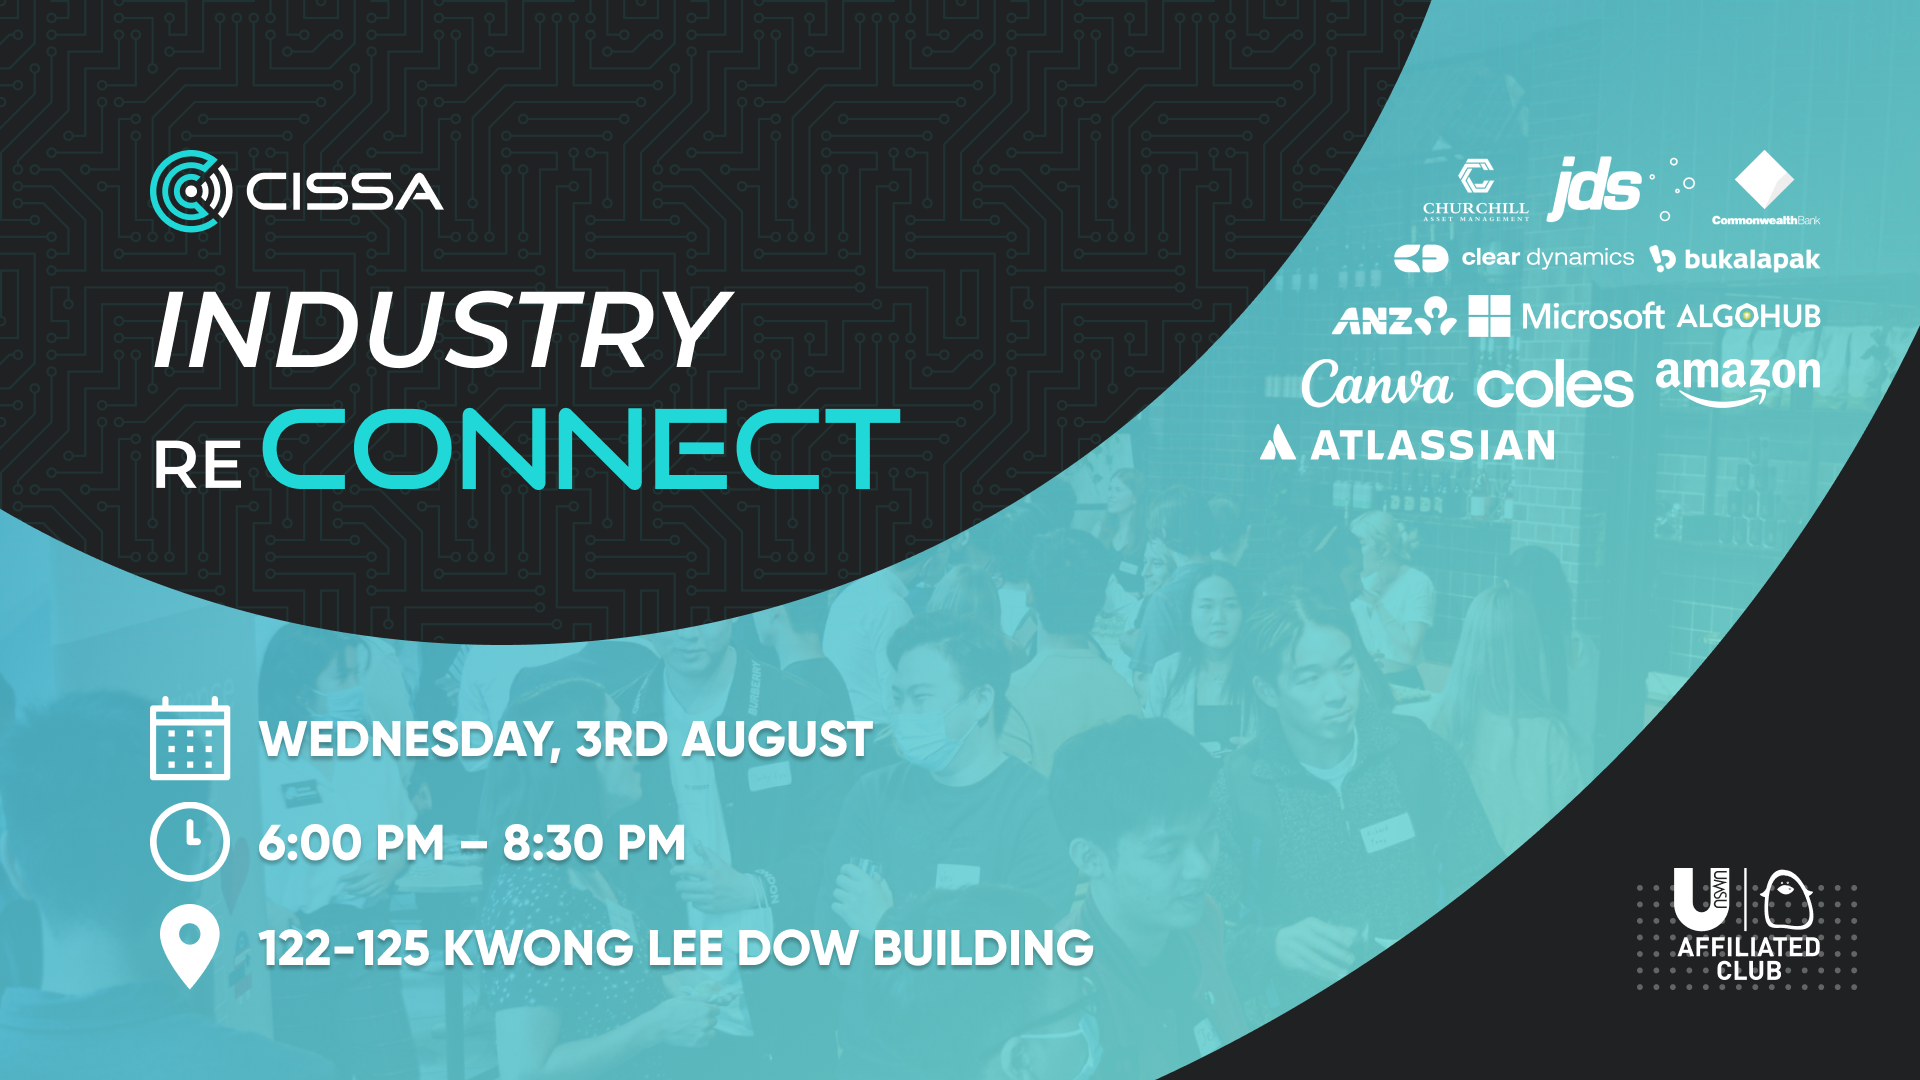 CISSA
INDUSTRY
RE CONNECT
CHURCHILL
ASSET MANAGEMENT
jds
CommonwealthBank
clear dynamics
bukalapak
ANZ
Microsoft
ALGOHUB
Canva
coles
amazon
ATLASSIAN
BURBERRY
WEDNESDAY, 3RD AUGUST
6:00 PM – 8:30 PM
122-125 KWONG LEE DOW BUILDING
U
UMSU
AFFILIATED
CLUB